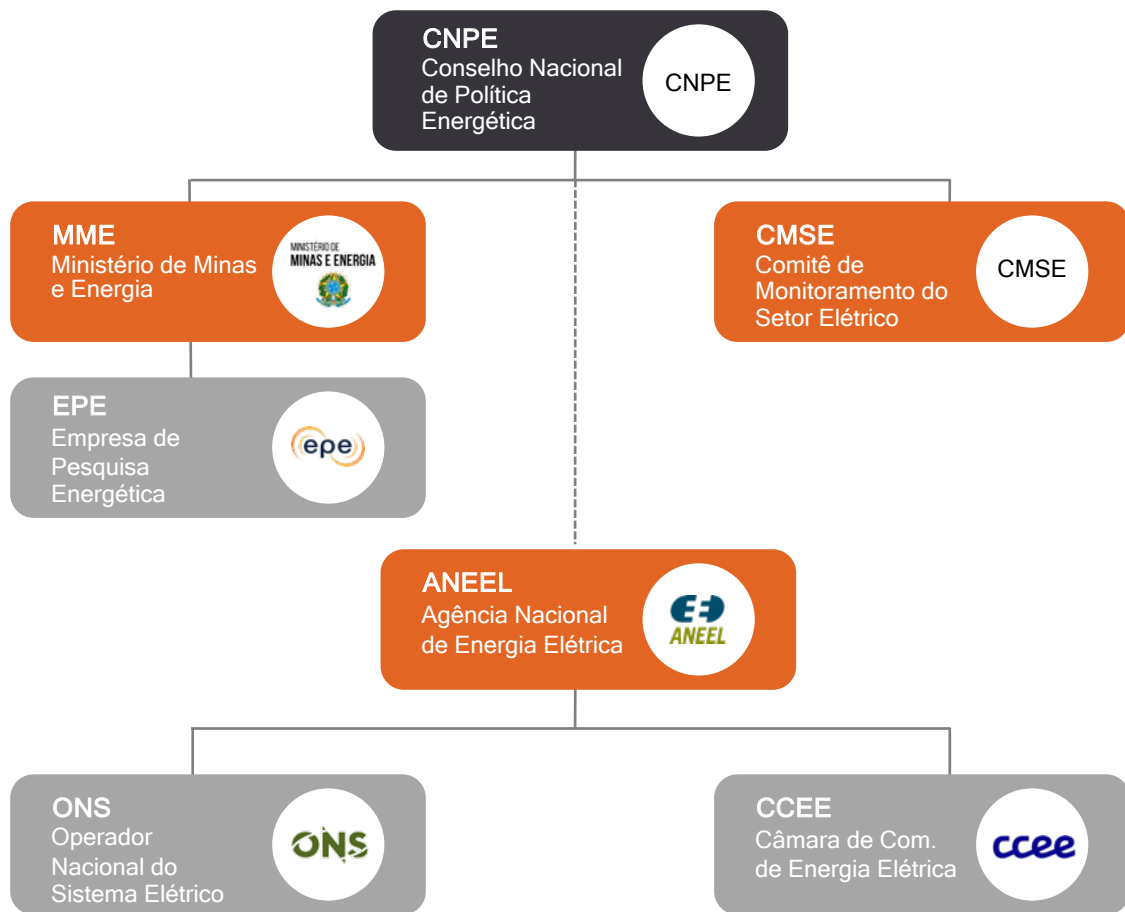 CNPE
Conselho Nacional
de Política
Energética
CNPE
MME
Ministério de Minas
e Energia
MINISTÉRIO DE
MINAS E ENERGIA
CMSE
Comitê de
Monitoramento do
Setor Elétrico
CMSE
EPE
Empresa de
Pesquisa
Energética
epe
ANEEL
Agência Nacional
de Energia Elétrica
ANEEL
ONS
Operador
Nacional do
Sistema Elétrico
ONS
CCEE
Câmara de Com.
de Energia Elétrica
ccee